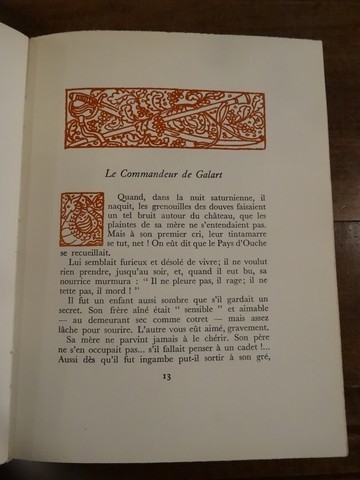 Le Commandeur de Galart
Quand, dans la nuit saturnienne, il
naquit, les grenouilles des douves faisaient
un tel bruit autour du château, que les
plaintes de sa mère ne s'entendaient pas.
Mais à son premier cri, leur tintamarre
se tut, net ! On eût dit que le Pays d'Ouche
se recueillait.
Lui semblait furieux et désolé de vivre ; il ne voulut
rien prendre, jusqu'au soir, et, quand il eut bu, sa
nourrice murmura : “ Il ne pleure pas, il rage ; il ne
tette pas, il mord ! ”
Il fut un enfant aussi sombre que s'il gardait un
secret. Son frère aîné était “ sensible ” et aimable
— au demeurant sec comme cotret — mais assez
lâche pour sourire. L'autre vous eût aimé, gravement.
Sa mère ne parvint jamais à le chérir. Son père
ne s'en occupait pas... s'il fallait penser à un cadet !...
Aussi dès qu'il fut ingambe put-il sortir à son gré,
13